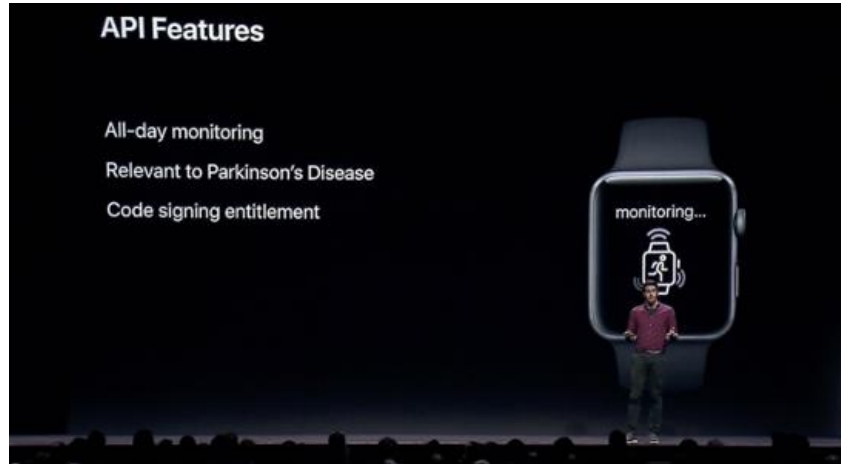 API Features
All-day monitoring
Relevant to Parkinson's Disease
Code signing entitlement
monitoring...